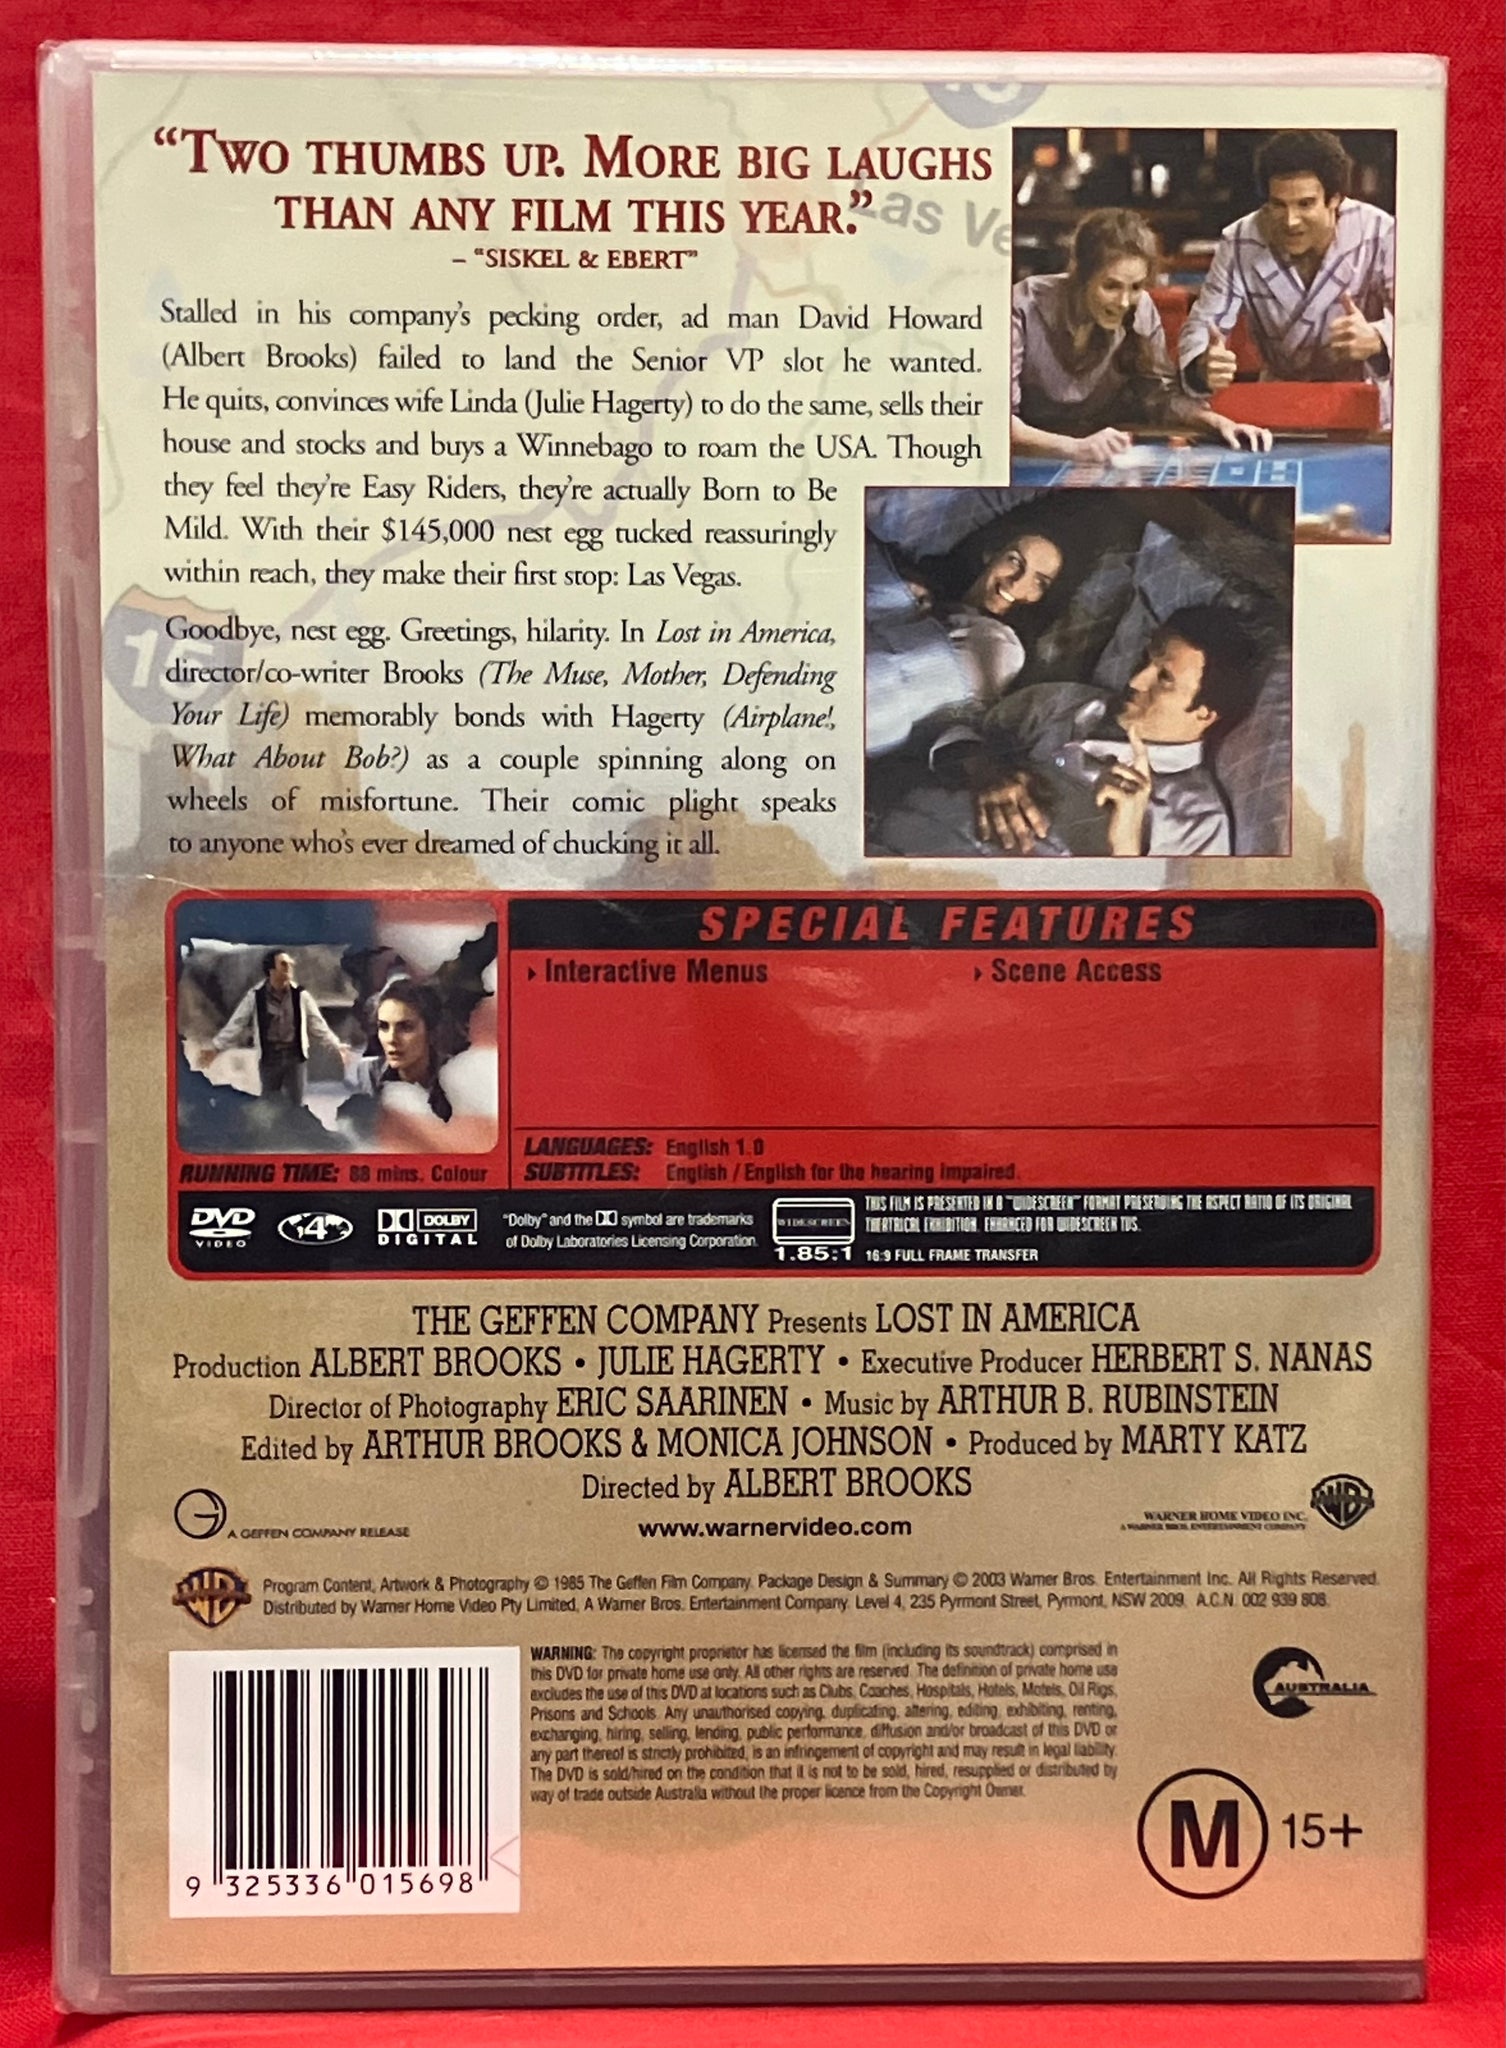 15
Las Ve
“TWO THUMBS UP. MORE BIG LAUGHS
THAN ANY FILM THIS YEAR.”
– “SISKEL & EBERT”
Stalled in his company's pecking order, ad man David Howard
(Albert Brooks) failed to land the Senior VP slot he wanted.
He quits, convinces wife Linda (Julie Hagerty) to do the same, sells their
house and stocks and buys a Winnebago to roam the USA. Though
they feel they're Easy Riders, they're actually Born to Be
Mild. With their $145,000 nest egg tucked reassuringly
within reach, they make their first stop: Las Vegas.
15
Goodbye, nest egg. Greetings, hilarity. In Lost in America,
director/co-writer Brooks (The Muse, Mother, Defending
Your Life) memorably bonds with Hagerty (Airplane!,
What About Bob?) as a couple spinning along on
wheels of misfortune. Their comic plight speaks
to anyone who's ever dreamed of chucking it all.
SPECIAL FEATURES
Interactive Menus
Scene Access
LANGUAGES: English 1.0
SUBTITLES: English / English for the hearing impaired.
RUNNING TIME: 88 mins. Colour
DVD VIDEO
4
DOLBY DIGITAL
“Dolby” and the DD symbol are trademarks
of Dolby Laboratories Licensing Corporation.
WIDESCREEN
1.85:1
THIS FILM IS PRESENTED IN A “WIDESCREEN” FORMAT PRESERVING THE ASPECT RATIO OF ITS ORIGINAL
THEATRICAL EXHIBITION. ENHANCED FOR WIDESCREEN TVS.
16:9 FULL FRAME TRANSFER
THE GEFFEN COMPANY Presents LOST IN AMERICA
Production ALBERT BROOKS • JULIE HAGERTY • Executive Producer HERBERT S. NANAS
Director of Photography ERIC SAARINEN • Music by ARTHUR B. RUBINSTEIN
Edited by ARTHUR BROOKS & MONICA JOHNSON • Produced by MARTY KATZ
Directed by ALBERT BROOKS
A GEFFEN COMPANY RELEASE
www.warnervideo.com
WARNER HOME VIDEO INC.
A WARNER BROS. ENTERTAINMENT COMPANY
WB
WB
Program Content, Artwork & Photography © 1985 The Geffen Film Company. Package Design & Summary © 2003 Warner Bros. Entertainment Inc. All Rights Reserved.
Distributed by Warner Home Video Pty Limited, A Warner Bros. Entertainment Company. Level 4, 235 Pyrmont Street, Pyrmont, NSW 2009. A.C.N. 002 939 808.
WARNING: The copyright proprietor has licensed the film (including its soundtrack) comprised in
this DVD for private home use only. All other rights are reserved. The definition of private home use
excludes the use of this DVD at locations such as Clubs, Coaches, Hospitals, Hotels, Motels, Oil Rigs,
Prisons and Schools. Any unauthorised copying, duplicating, altering, editing, exhibiting, renting,
exchanging, hiring, selling, lending, public performance, diffusion and/or broadcast of this DVD or
any part thereof is strictly prohibited, is an infringement of copyright and may result in legal liability.
The DVD is sold/hired on the condition that it is not to be sold, hired, resupplied or distributed by
way of trade outside Australia without the proper licence from the Copyright Owner.
AUSTRALIA
M 15+
9 325336 015698